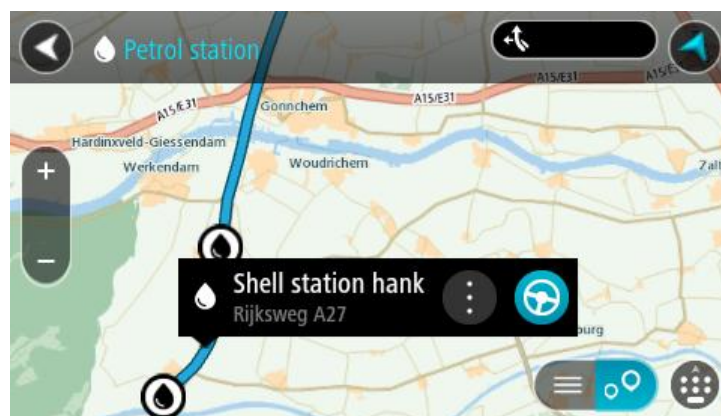 Petrol station
A15/E31
A15/E31
A15/E31
Gonnchem
A15/E31
Hardinxveld-Giessendam
Werkendam
Woudrichem
Shell station hank
Rijksweg A27